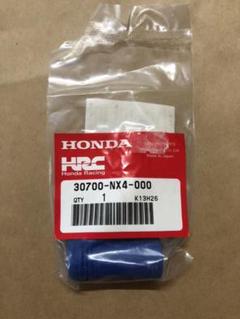 HONDA
HRC
Honda Racing
30700-NX4-000
QTY 1 K13H26